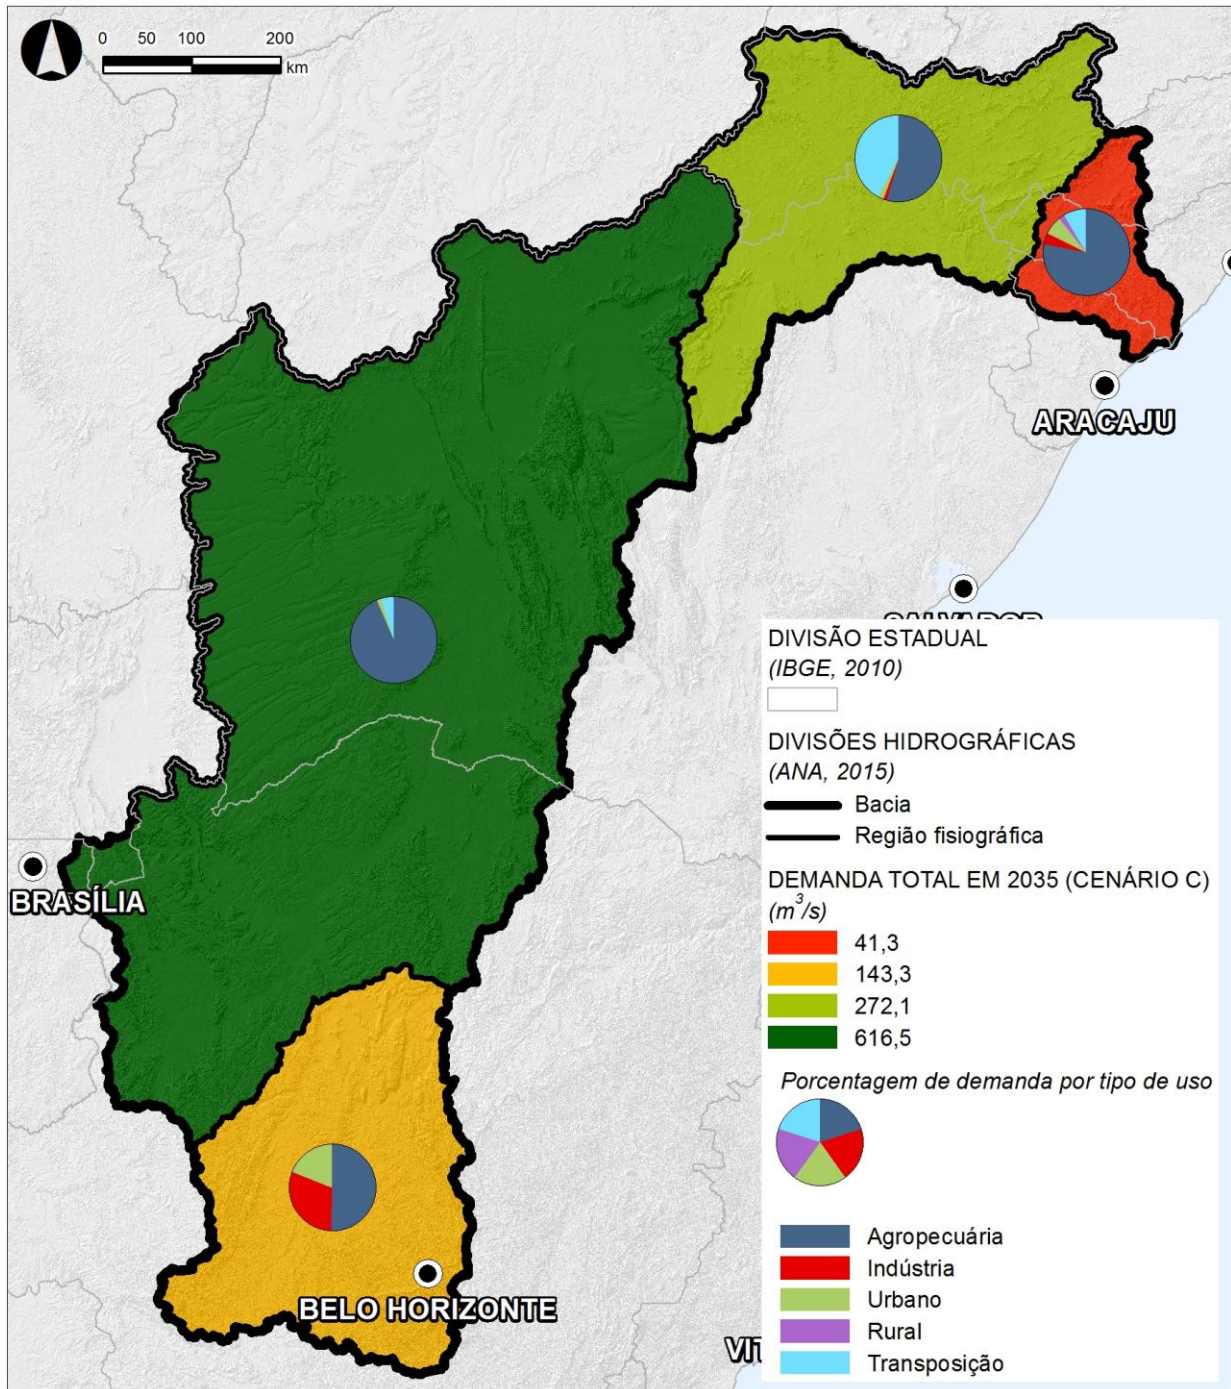 0 50 100 200
km
ARACAJU
DIVISÃO ESTADUAL
(IBGE, 2010)
DIVISÕES HIDROGRÁFICAS
(ANA, 2015)
Bacia
Região fisiográfica
BRASÍLIA
DEMANDA TOTAL EM 2035 (CENÁRIO C)
(m³/s)
41,3
143,3
272,1
616,5
Porcentagem de demanda por tipo de uso
Agropecuária
Indústria
Urbano
Rural
Transposição
BELO HORIZONTE